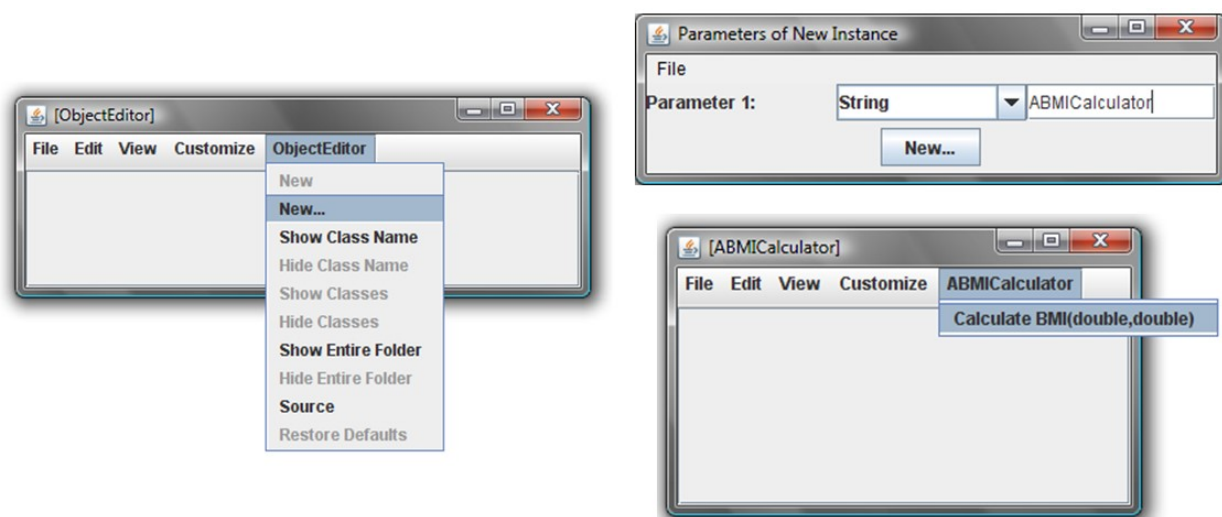 [ObjectEditor]
File Edit View Customize ObjectEditor
New
New...
Show Class Name
Hide Class Name
Show Classes
Hide Classes
Show Entire Folder
Hide Entire Folder
Source
Restore Defaults
Parameters of New Instance
File
Parameter 1: String ABMICalculator
New...
[ABMICalculator]
File Edit View Customize ABMICalculator
Calculate BMI(double,double)